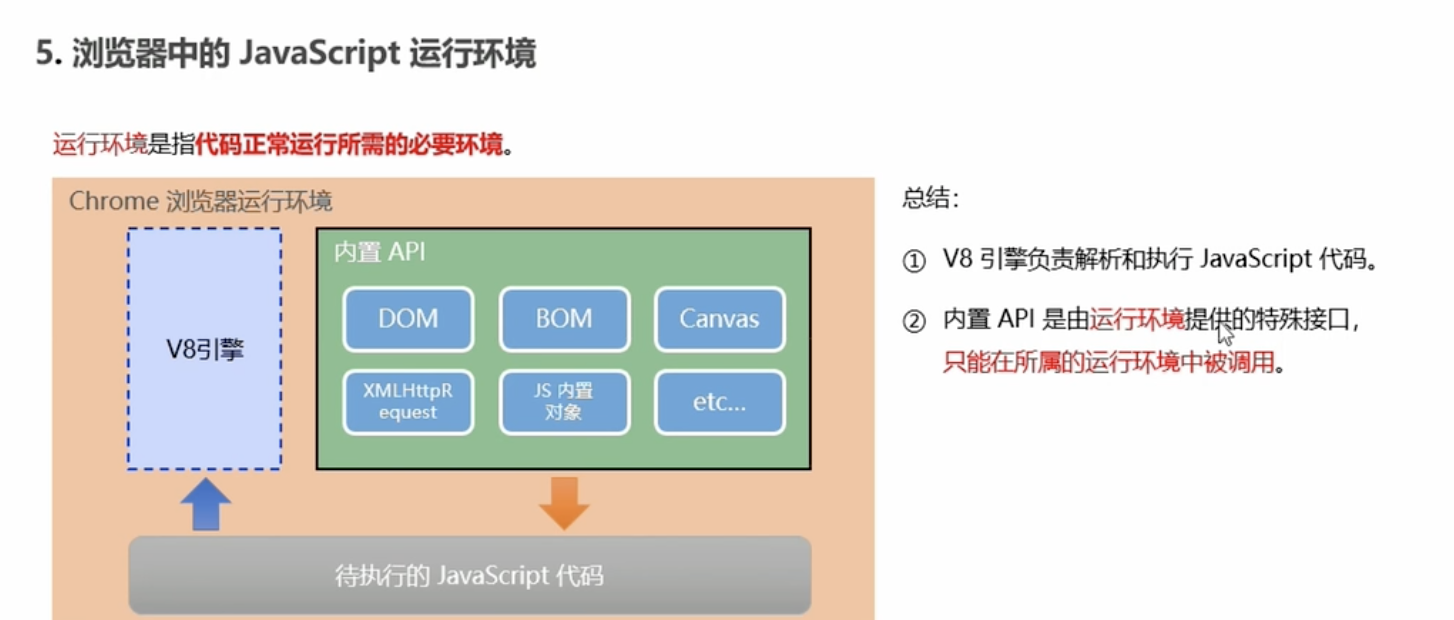 5. 浏览器中的 JavaScript 运行环境
运行环境是指代码正常运行所需的必要环境。
Chrome 浏览器运行环境
V8引擎
内置 API
DOM
BOM
Canvas
XMLHttpR
equest
JS 内置
对象
etc...
待执行的 JavaScript 代码
总结：
① V8 引擎负责解析和执行 JavaScript 代码。
② 内置 API 是由运行环境提供的特殊接口，
只能在所属的运行环境中被调用。